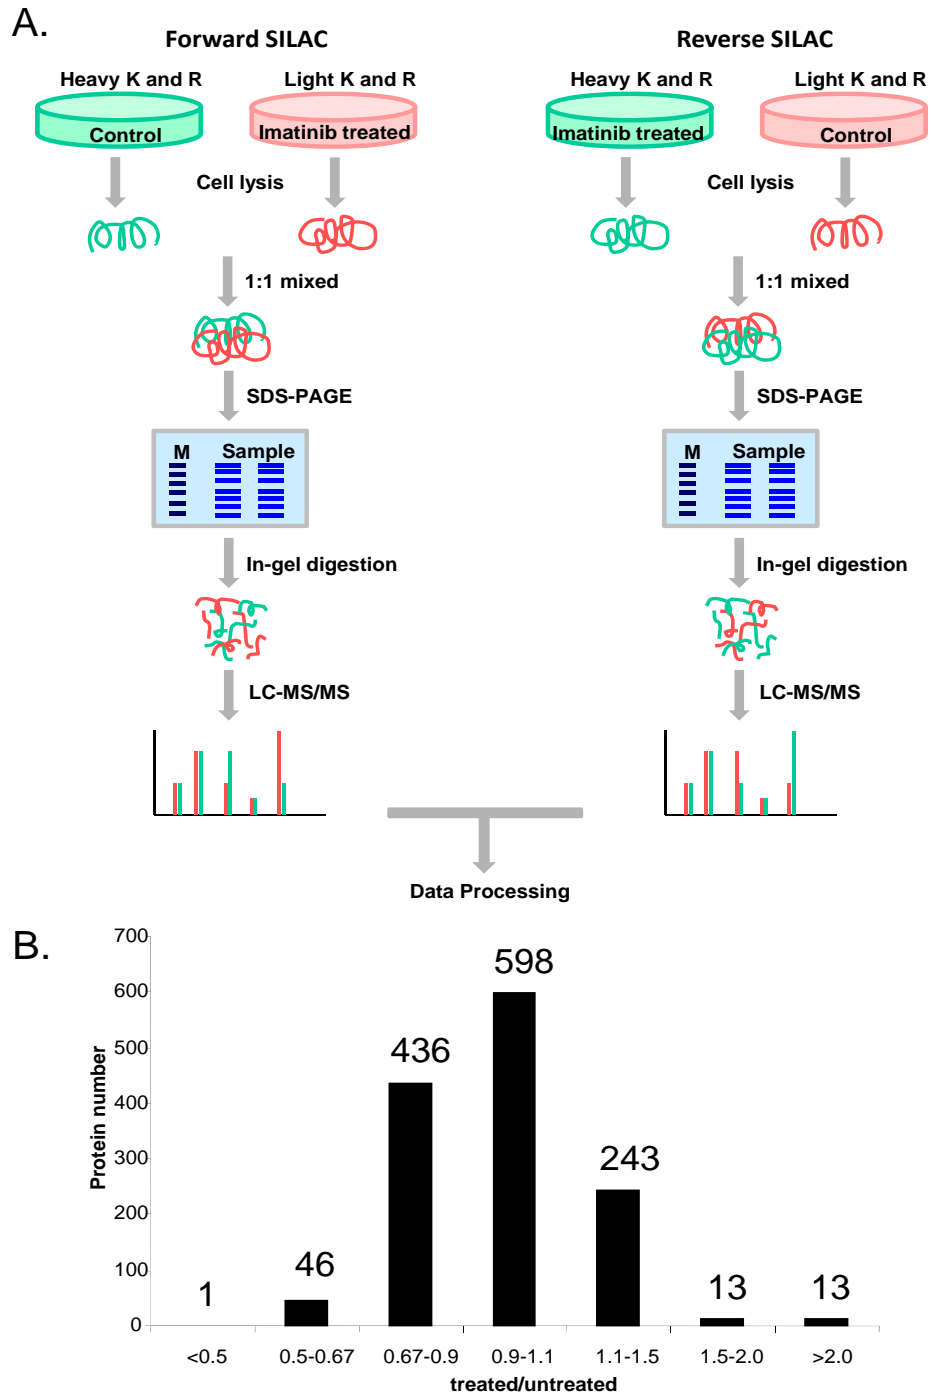 A.
Forward SILAC
Reverse SILAC
Heavy K and R
Light K and R
Heavy K and R
Light K and R
Control
Imatinib treated
Imatinib treated
Control
Cell lysis
Cell lysis
1:1 mixed
1:1 mixed
SDS-PAGE
SDS-PAGE
M
Sample
M
Sample
In-gel digestion
In-gel digestion
LC-MS/MS
LC-MS/MS
Data Processing
B.
700
600
500
400
300
200
100
0
Protein number
1
46
436
598
243
13
13
<0.5
0.5-0.67
0.67-0.9
0.9-1.1
1.1-1.5
1.5-2.0
>2.0
treated/untreated